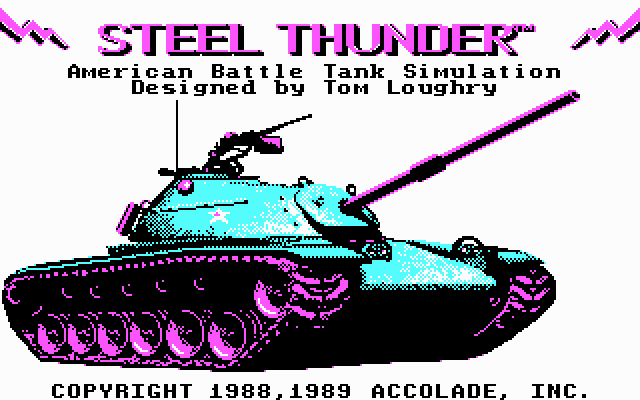 STEEL THUNDER™
American Battle Tank Simulation
Designed by Tom Loughry
COPYRIGHT 1988,1989 ACCOLADE, INC.